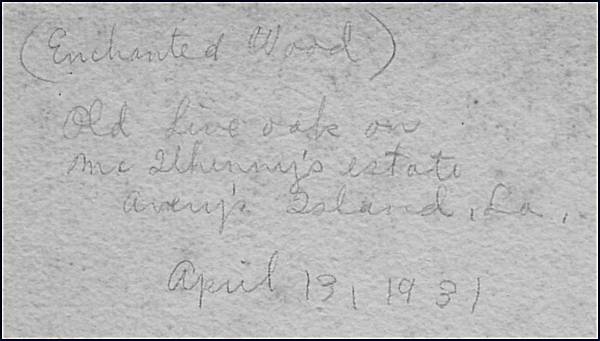 (Enchanted Wood)
Old Live oak on
Mc Ilhenny's estate
Avery's Island, La,
April 13, 1931